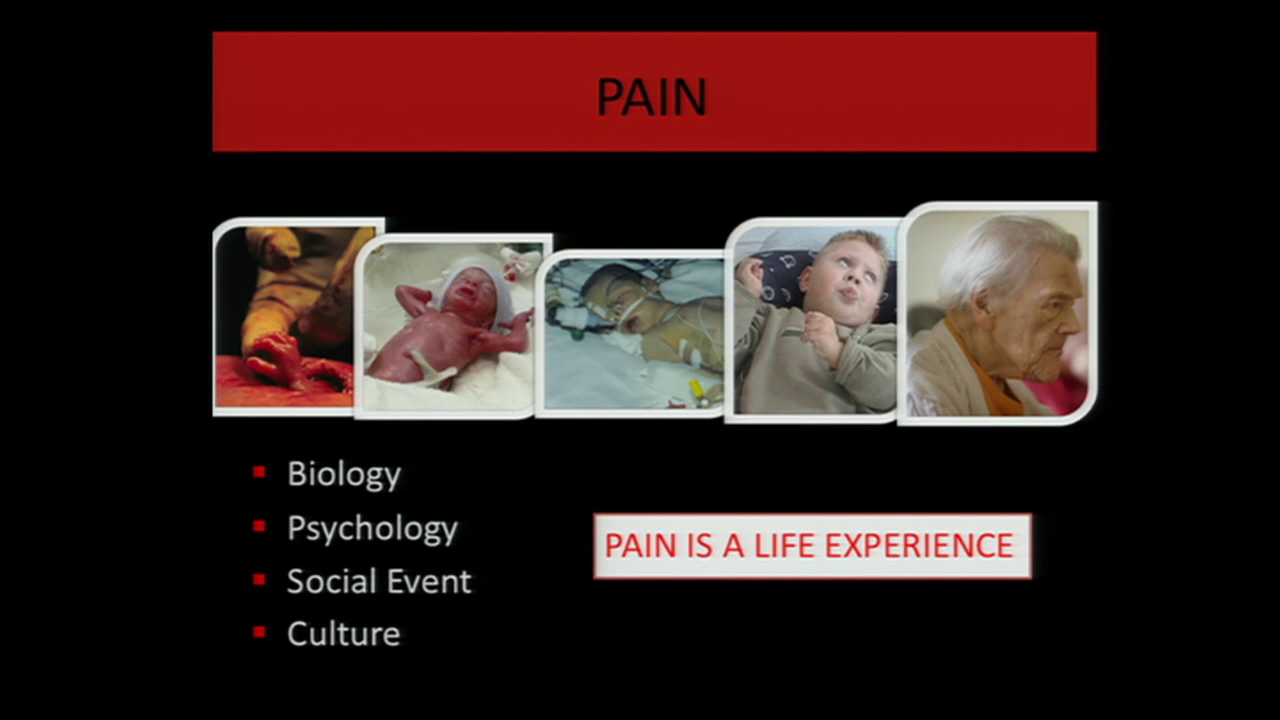 PAIN
Biology
Psychology
Social Event
Culture
PAIN IS A LIFE EXPERIENCE